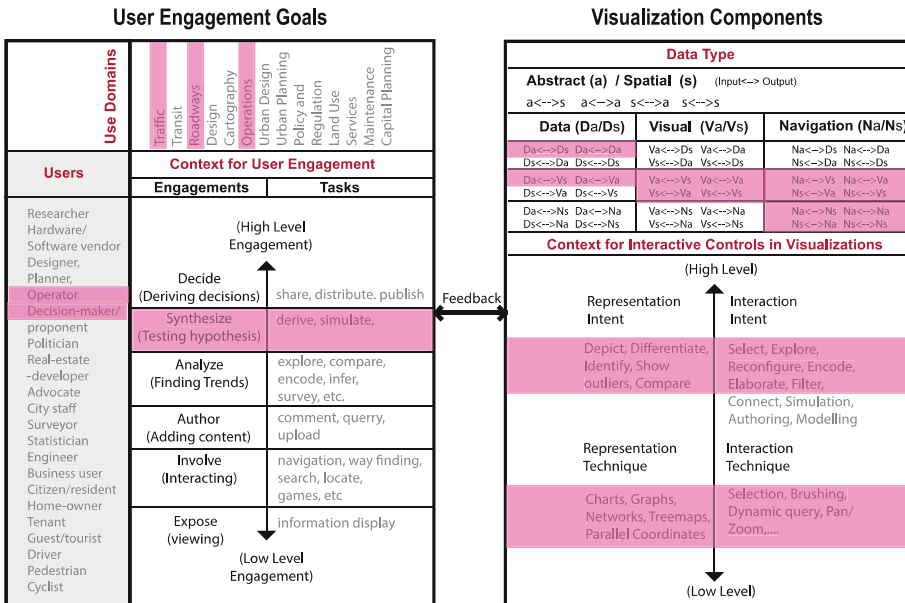 User Engagement Goals
Use Domains
Traffic
Transit
Roadways
Design
Cartography
Operations
Urban Design
Urban Planning
Policy and
Regulation
Land Use
Services
Maintenance
Capital Planning
Users
Context for User Engagement
Engagements Tasks
Researcher
Hardware/
Software vendor
Designer,
Planner,
Operator
Decision-maker/
proponent
Politician
Real-estate
-developer
Advocate
City staff
Surveyor
Statistician
Engineer
Business user
Citizen/resident
Home-owner
Tenant
Guest/tourist
Driver
Pedestrian
Cyclist
(High Level
Engagement)
Decide
(Deriving decisions)
share, distribute. publish
Synthesize
(Testing hypothesis)
derive, simulate,
Analyze
(Finding Trends)
explore, compare,
encode, infer,
survey, etc.
Author
(Adding content)
comment, querry,
upload
Involve
(Interacting)
navigation, way finding,
search, locate,
games, etc
Expose
(viewing)
information display
(Low Level
Engagement)
Feedback
Visualization Components
Data Type
Abstract (a) / Spatial (s) (Input<--> Output)
a<-->s a<-->a s<-->a s<-->s
Data (Da/Ds) Visual (Va/Vs) Navigation (Na/Ns)
Da<-->Ds Da<-->Da Va<-->Ds Va<-->Da Na<-->Ds Na<-->Da
Ds<-->Da Ds<-->Ds Vs<-->Da Vs<-->Ds Ns<-->Da Ns<-->Ds
Da<-->Vs Da<-->Va Va<-->Vs Va<-->Va Na<-->Vs Na<-->Va
Ds<-->Va Ds<-->Vs Vs<-->Va Vs<-->Vs Ns<-->Va Ns<-->Vs
Da<-->Ns Ds<-->Na Va<-->Ns Va<-->Na Na<-->Ns Na<-->Na
Ds<-->Na Ds<-->Ns Vs<-->Na Vs<-->Ns Ns<-->Na Ns<-->Ns
Context for Interactive Controls in Visualizations
(High Level)
Representation
Intent
Interaction
Intent
Depict, Differentiate,
Identify, Show
outliers, Compare
Select, Explore,
Reconfigure, Encode,
Elaborate, Filter,
Connect, Simulation,
Authoring, Modelling
Representation
Technique
Interaction
Technique
Charts, Graphs,
Networks, Treemaps,
Parallel Coordinates
Selection, Brushing,
Dynamic query, Pan/
Zoom,....
(Low Level)